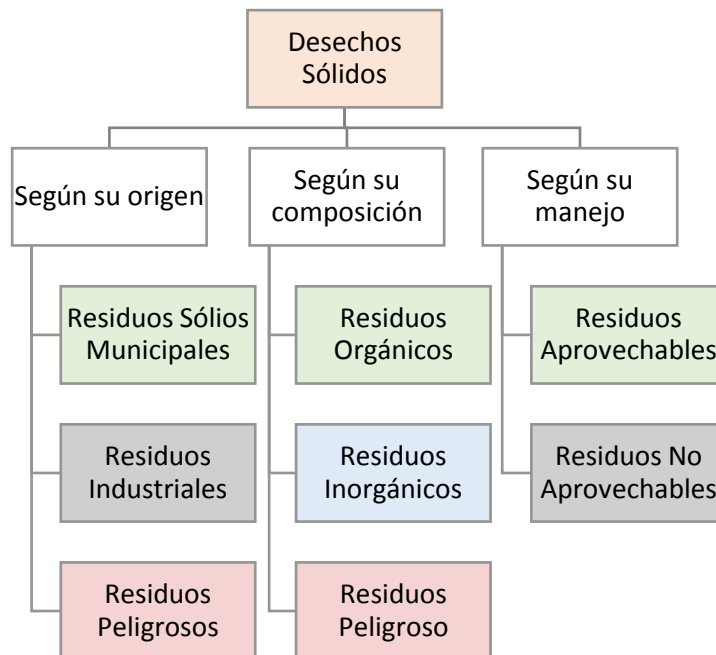 Desechos
Sólidos
Según su origen
Según su
composición
Según su
manejo
Residuos Sólios
Municipales
Residuos
Orgánicos
Residuos
Aprovechables
Residuos
Industriales
Residuos
Inorgánicos
Residuos No
Aprovechables
Residuos
Peligrosos
Residuos
Peligroso